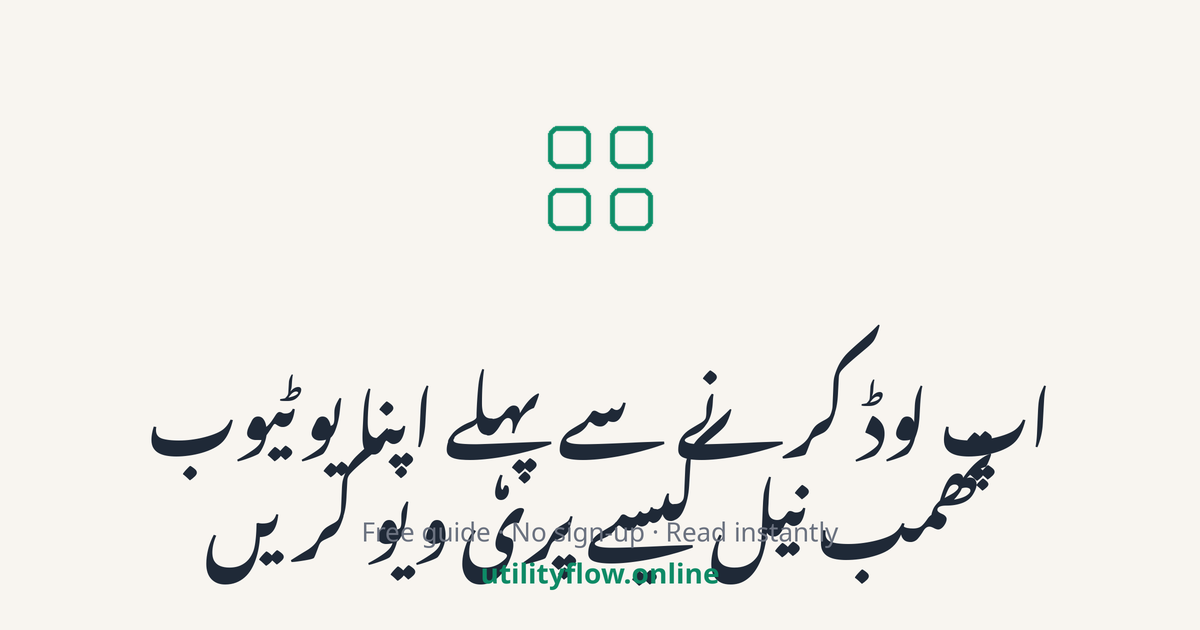 اپ لوڈ کرنے سے پہلے اپنا یوٹیوب
تھمب نیل کیسے پری ویو کریں
Free guide · No sign-up · Read instantly
utilityflow.online